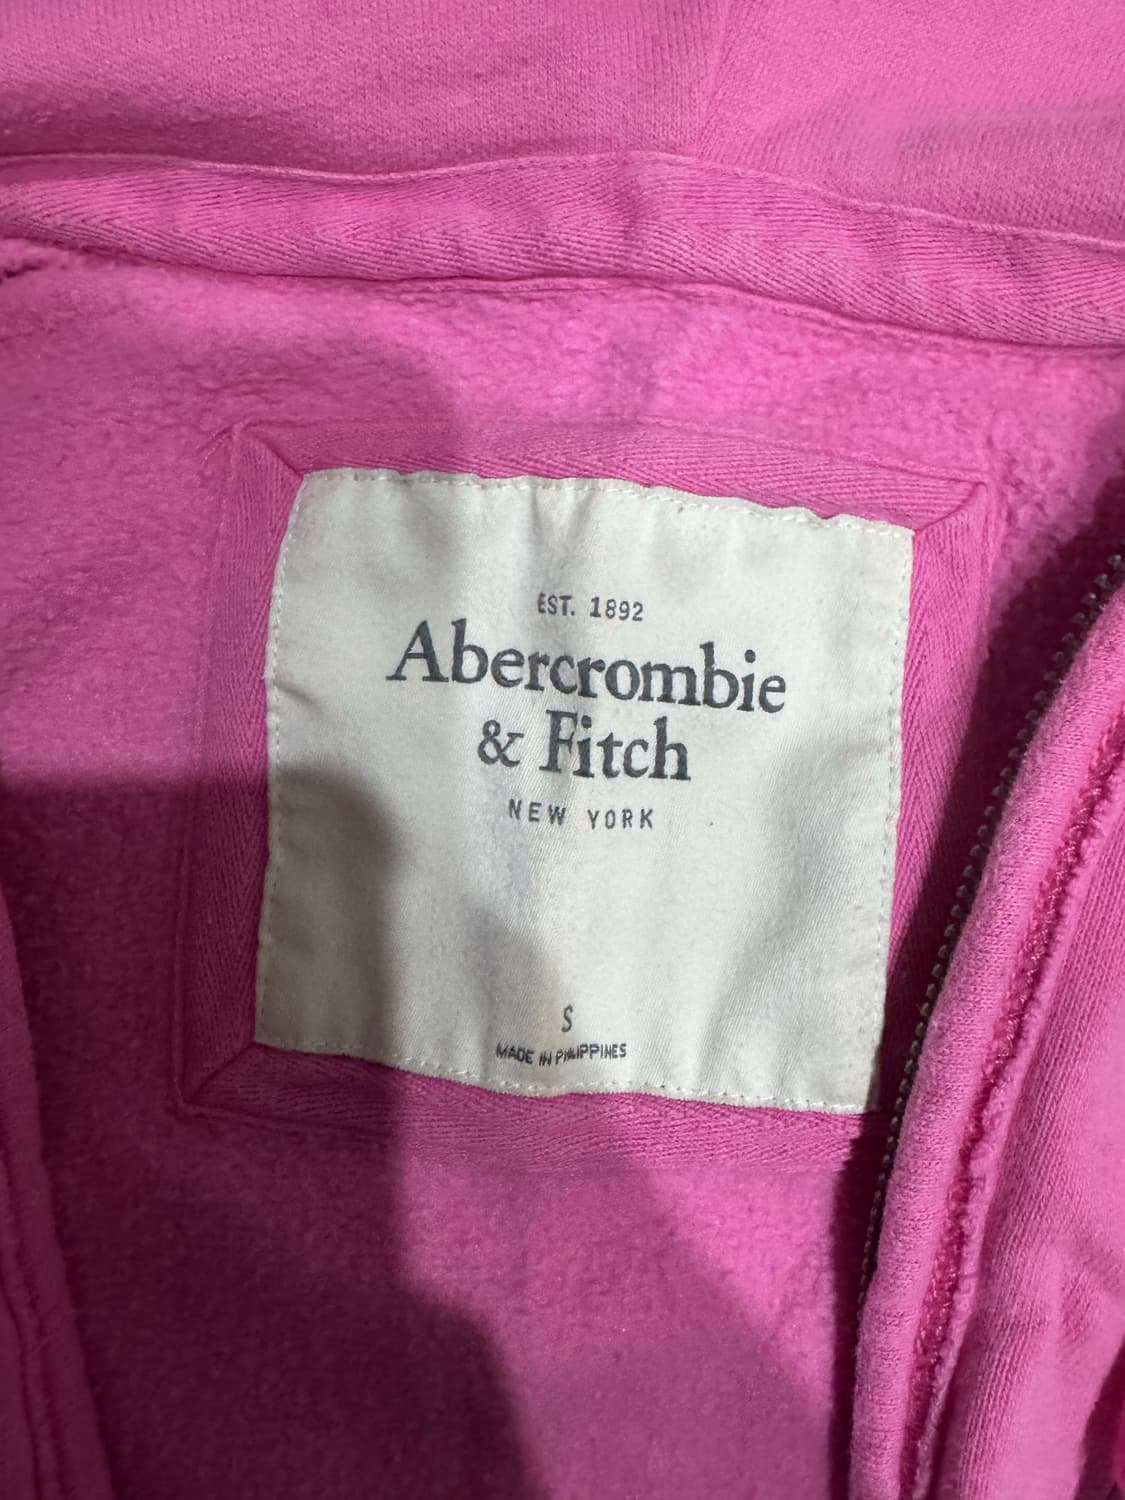 EST. 1892
Abercrombie
& Fitch
NEW YORK
S
MADE IN PHILIPPINES